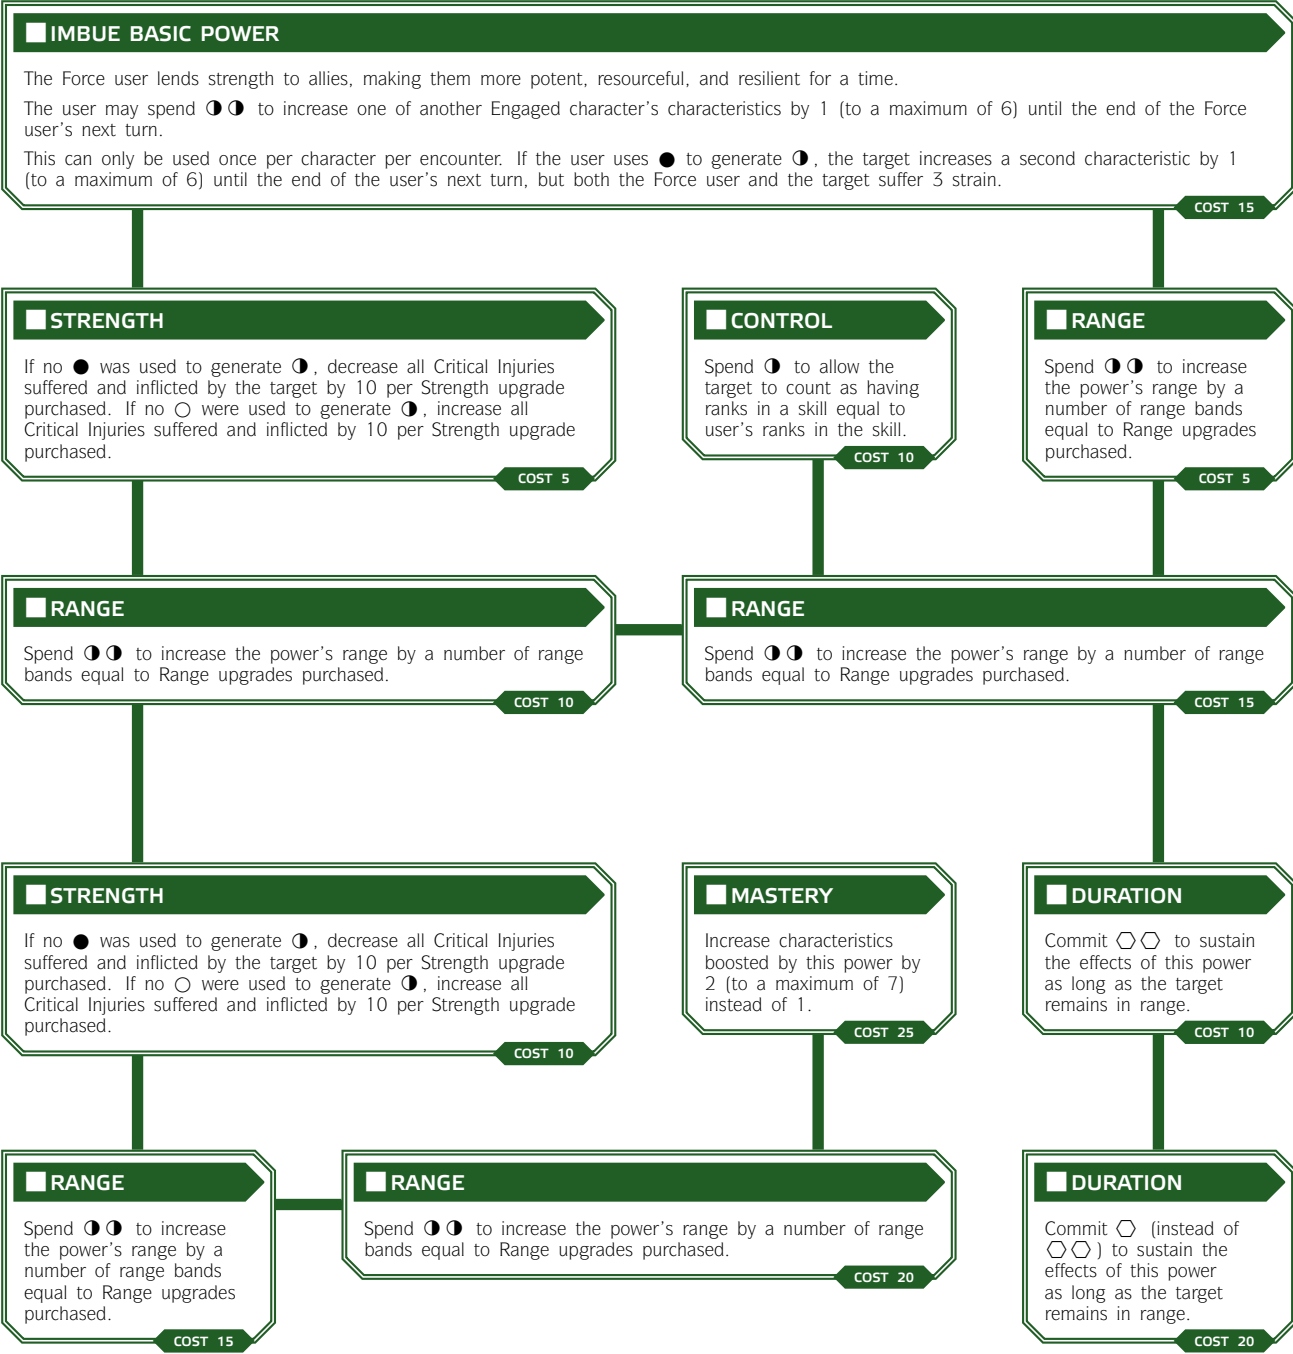 IMBUE BASIC POWER
The Force user lends strength to allies, making them more potent, resourceful, and resilient for a time.
The user may spend ◑◑ to increase one of another Engaged character's characteristics by 1 (to a maximum of 6) until the end of the Force
user's next turn.
This can only be used once per character per encounter. If the user uses ● to generate ◑, the target increases a second characteristic by 1
(to a maximum of 6) until the end of the user's next turn, but both the Force user and the target suffer 3 strain.
COST 15
STRENGTH
If no ● was used to generate ◑, decrease all Critical Injuries
suffered and inflicted by the target by 10 per Strength upgrade
purchased. If no ○ were used to generate ◑, increase all
Critical Injuries suffered and inflicted by 10 per Strength upgrade
purchased.
COST 5
CONTROL
Spend ◑ to allow the
target to count as having
ranks in a skill equal to
user's ranks in the skill.
COST 10
RANGE
Spend ◑◑ to increase
the power's range by a
number of range bands
equal to Range upgrades
purchased.
COST 5
RANGE
Spend ◑◑ to increase the power's range by a number of range
bands equal to Range upgrades purchased.
COST 10
RANGE
Spend ◑◑ to increase the power's range by a number of range
bands equal to Range upgrades purchased.
COST 15
STRENGTH
If no ● was used to generate ◑, decrease all Critical Injuries
suffered and inflicted by the target by 10 per Strength upgrade
purchased. If no ○ were used to generate ◑, increase all
Critical Injuries suffered and inflicted by 10 per Strength upgrade
purchased.
COST 10
MASTERY
Increase characteristics
boosted by this power by
2 (to a maximum of 7)
instead of 1.
COST 25
DURATION
Commit ⬡⬡ to sustain
the effects of this power
as long as the target
remains in range.
COST 10
RANGE
Spend ◑◑ to increase
the power's range by a
number of range bands
equal to Range upgrades
purchased.
COST 15
RANGE
Spend ◑◑ to increase the power's range by a number of range
bands equal to Range upgrades purchased.
COST 20
DURATION
Commit ⬡ (instead of
⬡⬡) to sustain the
effects of this power
as long as the target
remains in range.
COST 20